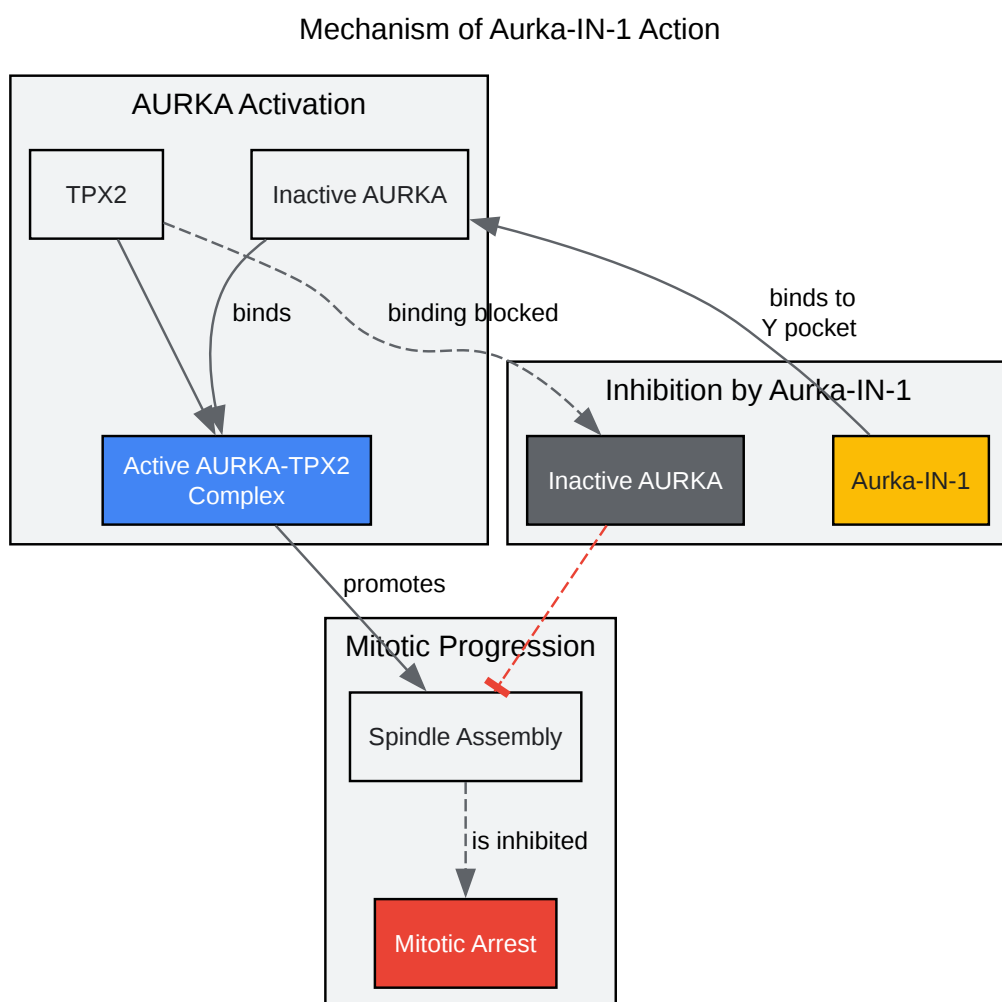 Mechanism of Aurka-IN-1 Action
AURKA Activation
TPX2
Inactive AURKA
binds
binding blocked
binds to
Y pocket
Inhibition by Aurka-IN-1
Active AURKA-TPX2
Complex
Inactive AURKA
Aurka-IN-1
promotes
Mitotic Progression
Spindle Assembly
is inhibited
Mitotic Arrest